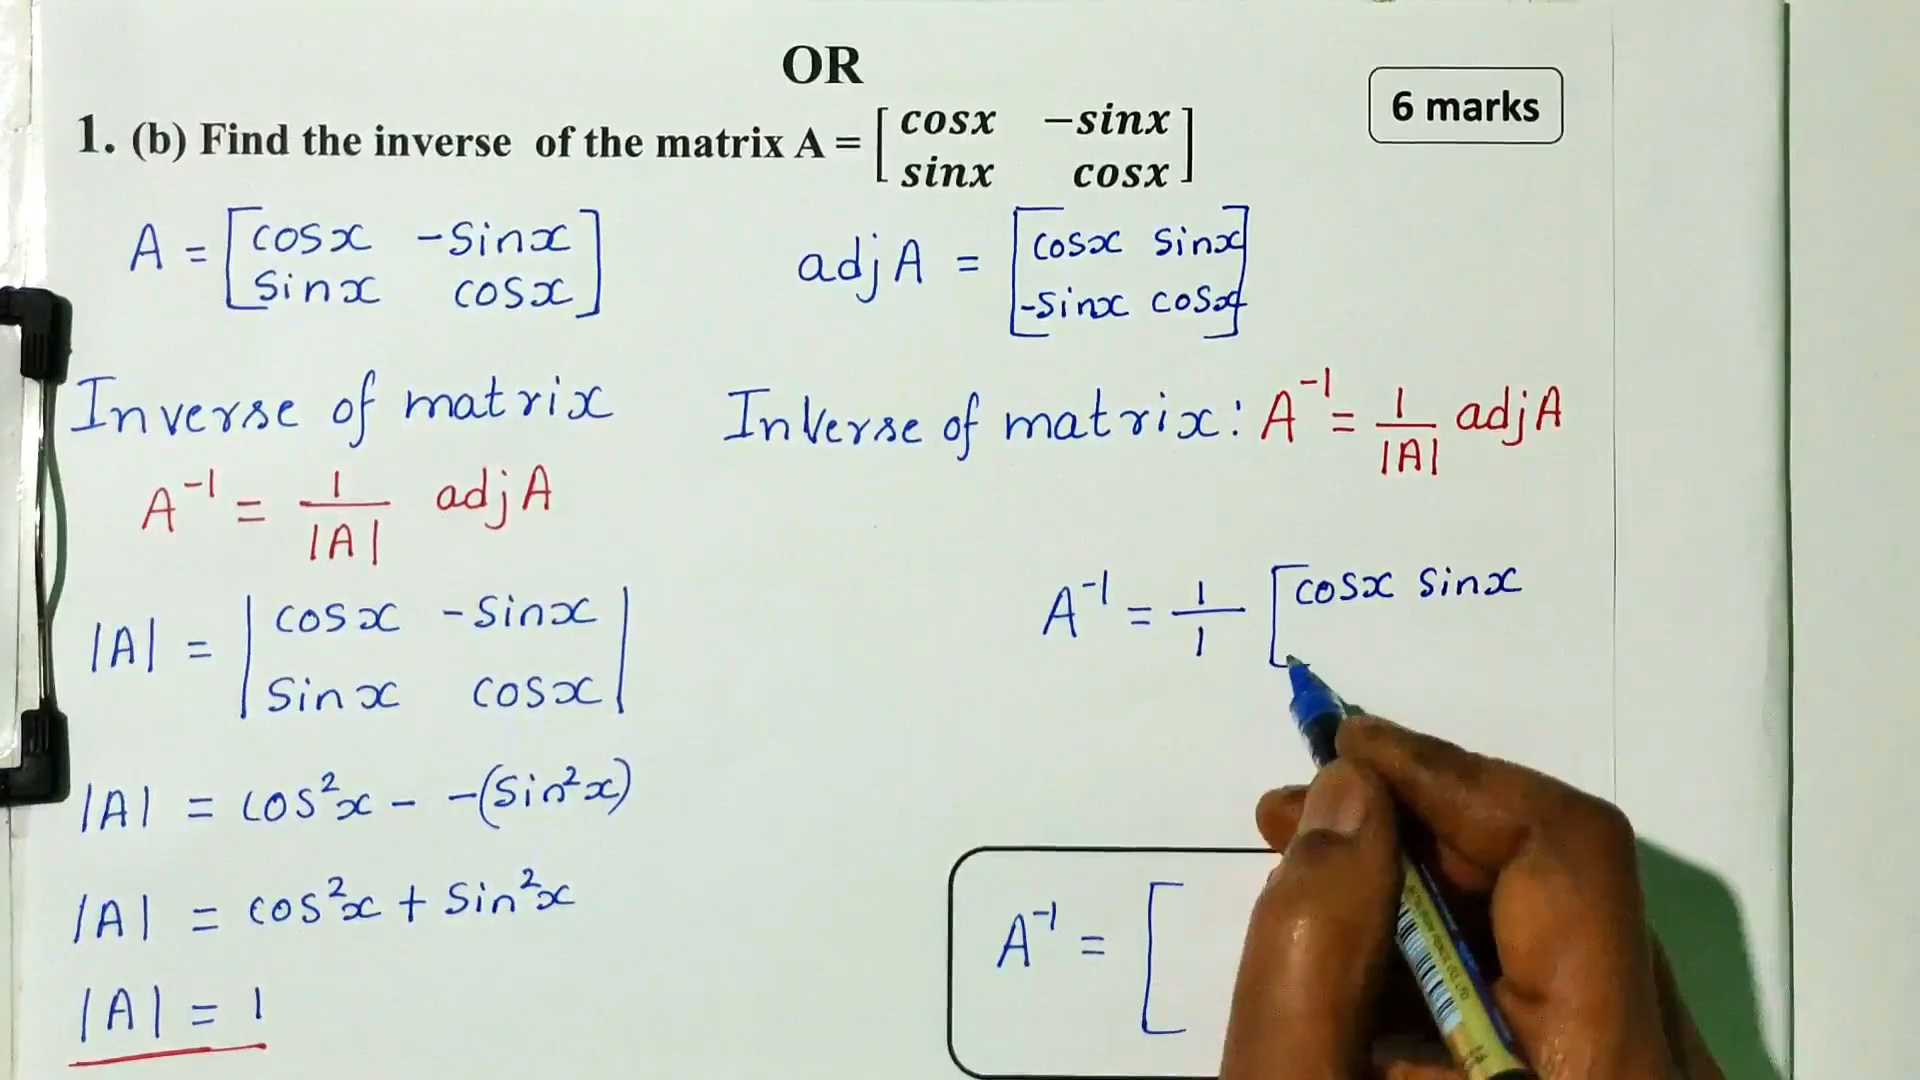 OR
6 marks
1. (b) Find the inverse of the matrix A = [ cosx −sinx
sinx cosx ]
A = [ cosx -sinx
sinx cosx ]
Inverse of matrix
A⁻¹ = 1/|A| adj A
|A| = | cosx -sinx
sinx cosx |
|A| = cos²x - -(sin²x)
|A| = cos²x + sin²x
|A| = 1
adj A = [ cosx sinx
-sinx cosx ]
Inverse of matrix: A⁻¹ = 1/|A| adj A
A⁻¹ = 1/1 [ cosx sinx
A⁻¹ = [